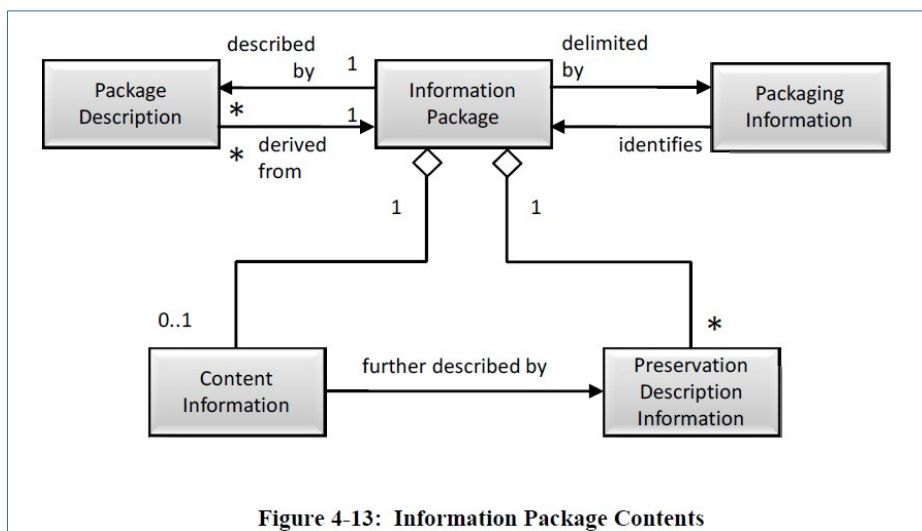 described
by
1
delimited
by
Package
Description
Information
Package
Packaging
Information
*
1
*
derived
from
identifies
1
1
0..1
*
Content
Information
further described by
Preservation
Description
Information
Figure 4-13: Information Package Contents